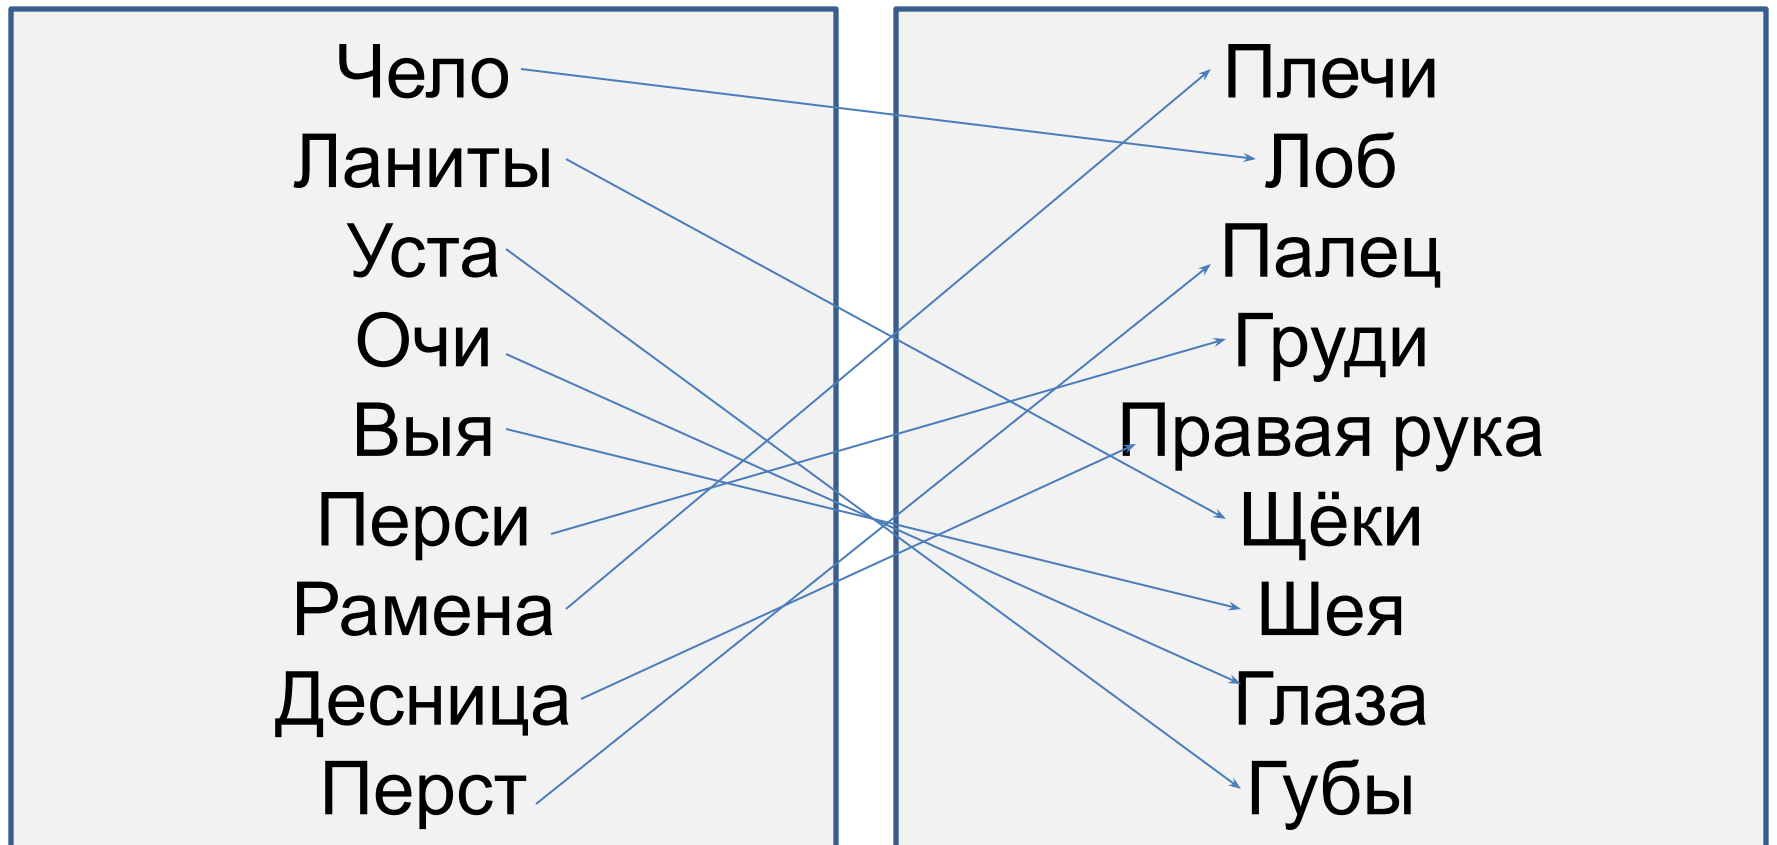 Чело
Ланиты
Уста
Очи
Выя
Перси
Рамена
Десница
Перст
Плечи
Лоб
Палец
Груди
Правая рука
Щёки
Шея
Глаза
Губы